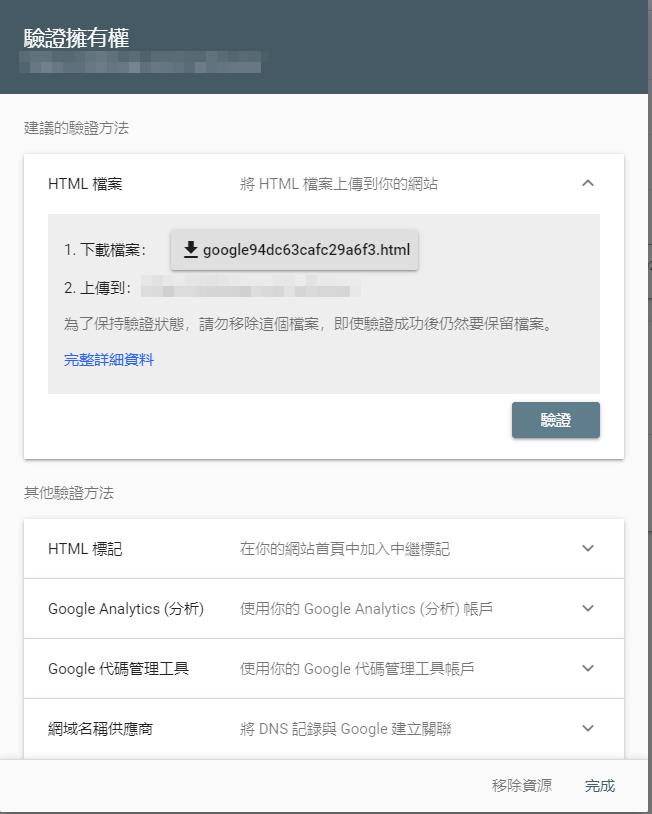 驗證擁有權
建議的驗證方法
HTML 檔案 將 HTML 檔案上傳到你的網站
1. 下載檔案： google94dc63cafc29a6f3.html
2. 上傳到：
為了保持驗證狀態，請勿移除這個檔案，即使驗證成功後仍然要保留檔案。
完整詳細資料
驗證
其他驗證方法
HTML 標記 在你的網站首頁中加入中繼標記
Google Analytics (分析) 使用你的 Google Analytics (分析) 帳戶
Google 代碼管理工具 使用你的 Google 代碼管理工具帳戶
網域名稱供應商 將 DNS 記錄與 Google 建立關聯
移除資源 完成